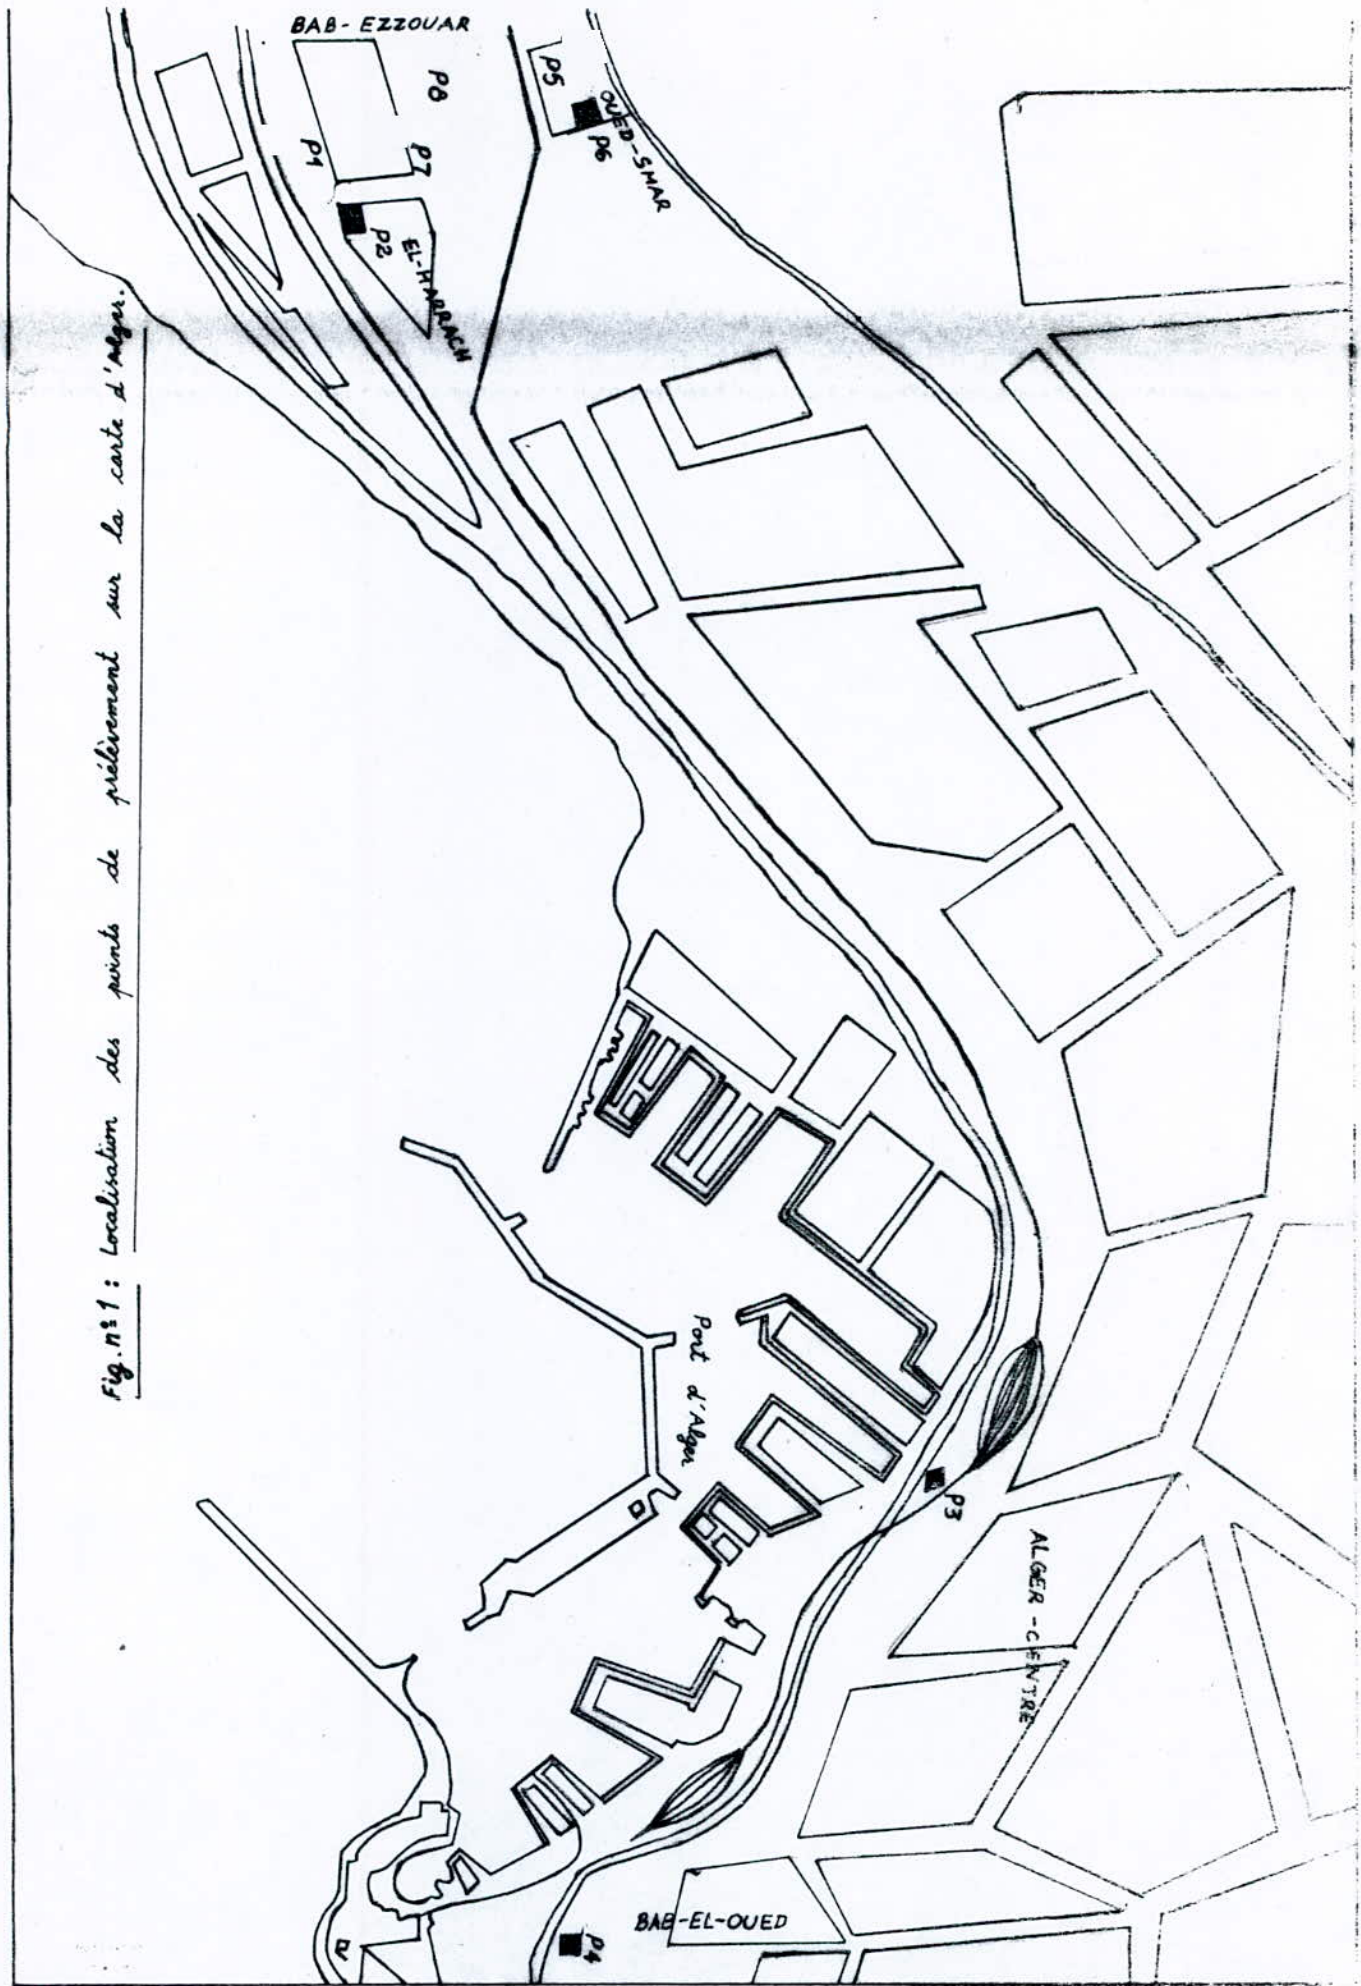 BAB-EZZOUAR
P8
P5
OUED-SMAR
P6
P1
P7
P2
EL-HARRACH
Port d'Alger
P3
ALGER-CENTRE
BAB-EL-OUED
P4
Fig. n°1 : Localisation des points de prélèvement sur la carte d'Alger.